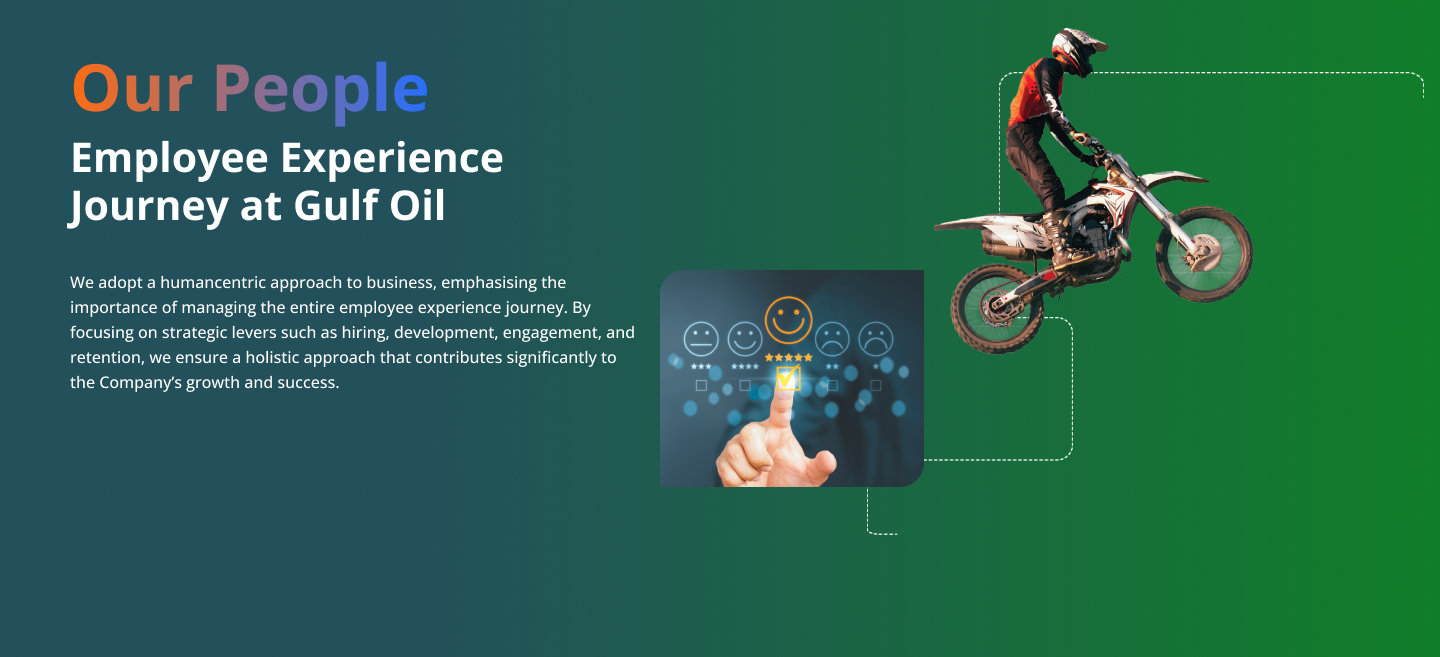 Our People
Employee Experience
Journey at Gulf Oil
We adopt a humancentric approach to business, emphasising the
importance of managing the entire employee experience journey. By
focusing on strategic levers such as hiring, development, engagement, and
retention, we ensure a holistic approach that contributes significantly to
the Company’s growth and success.